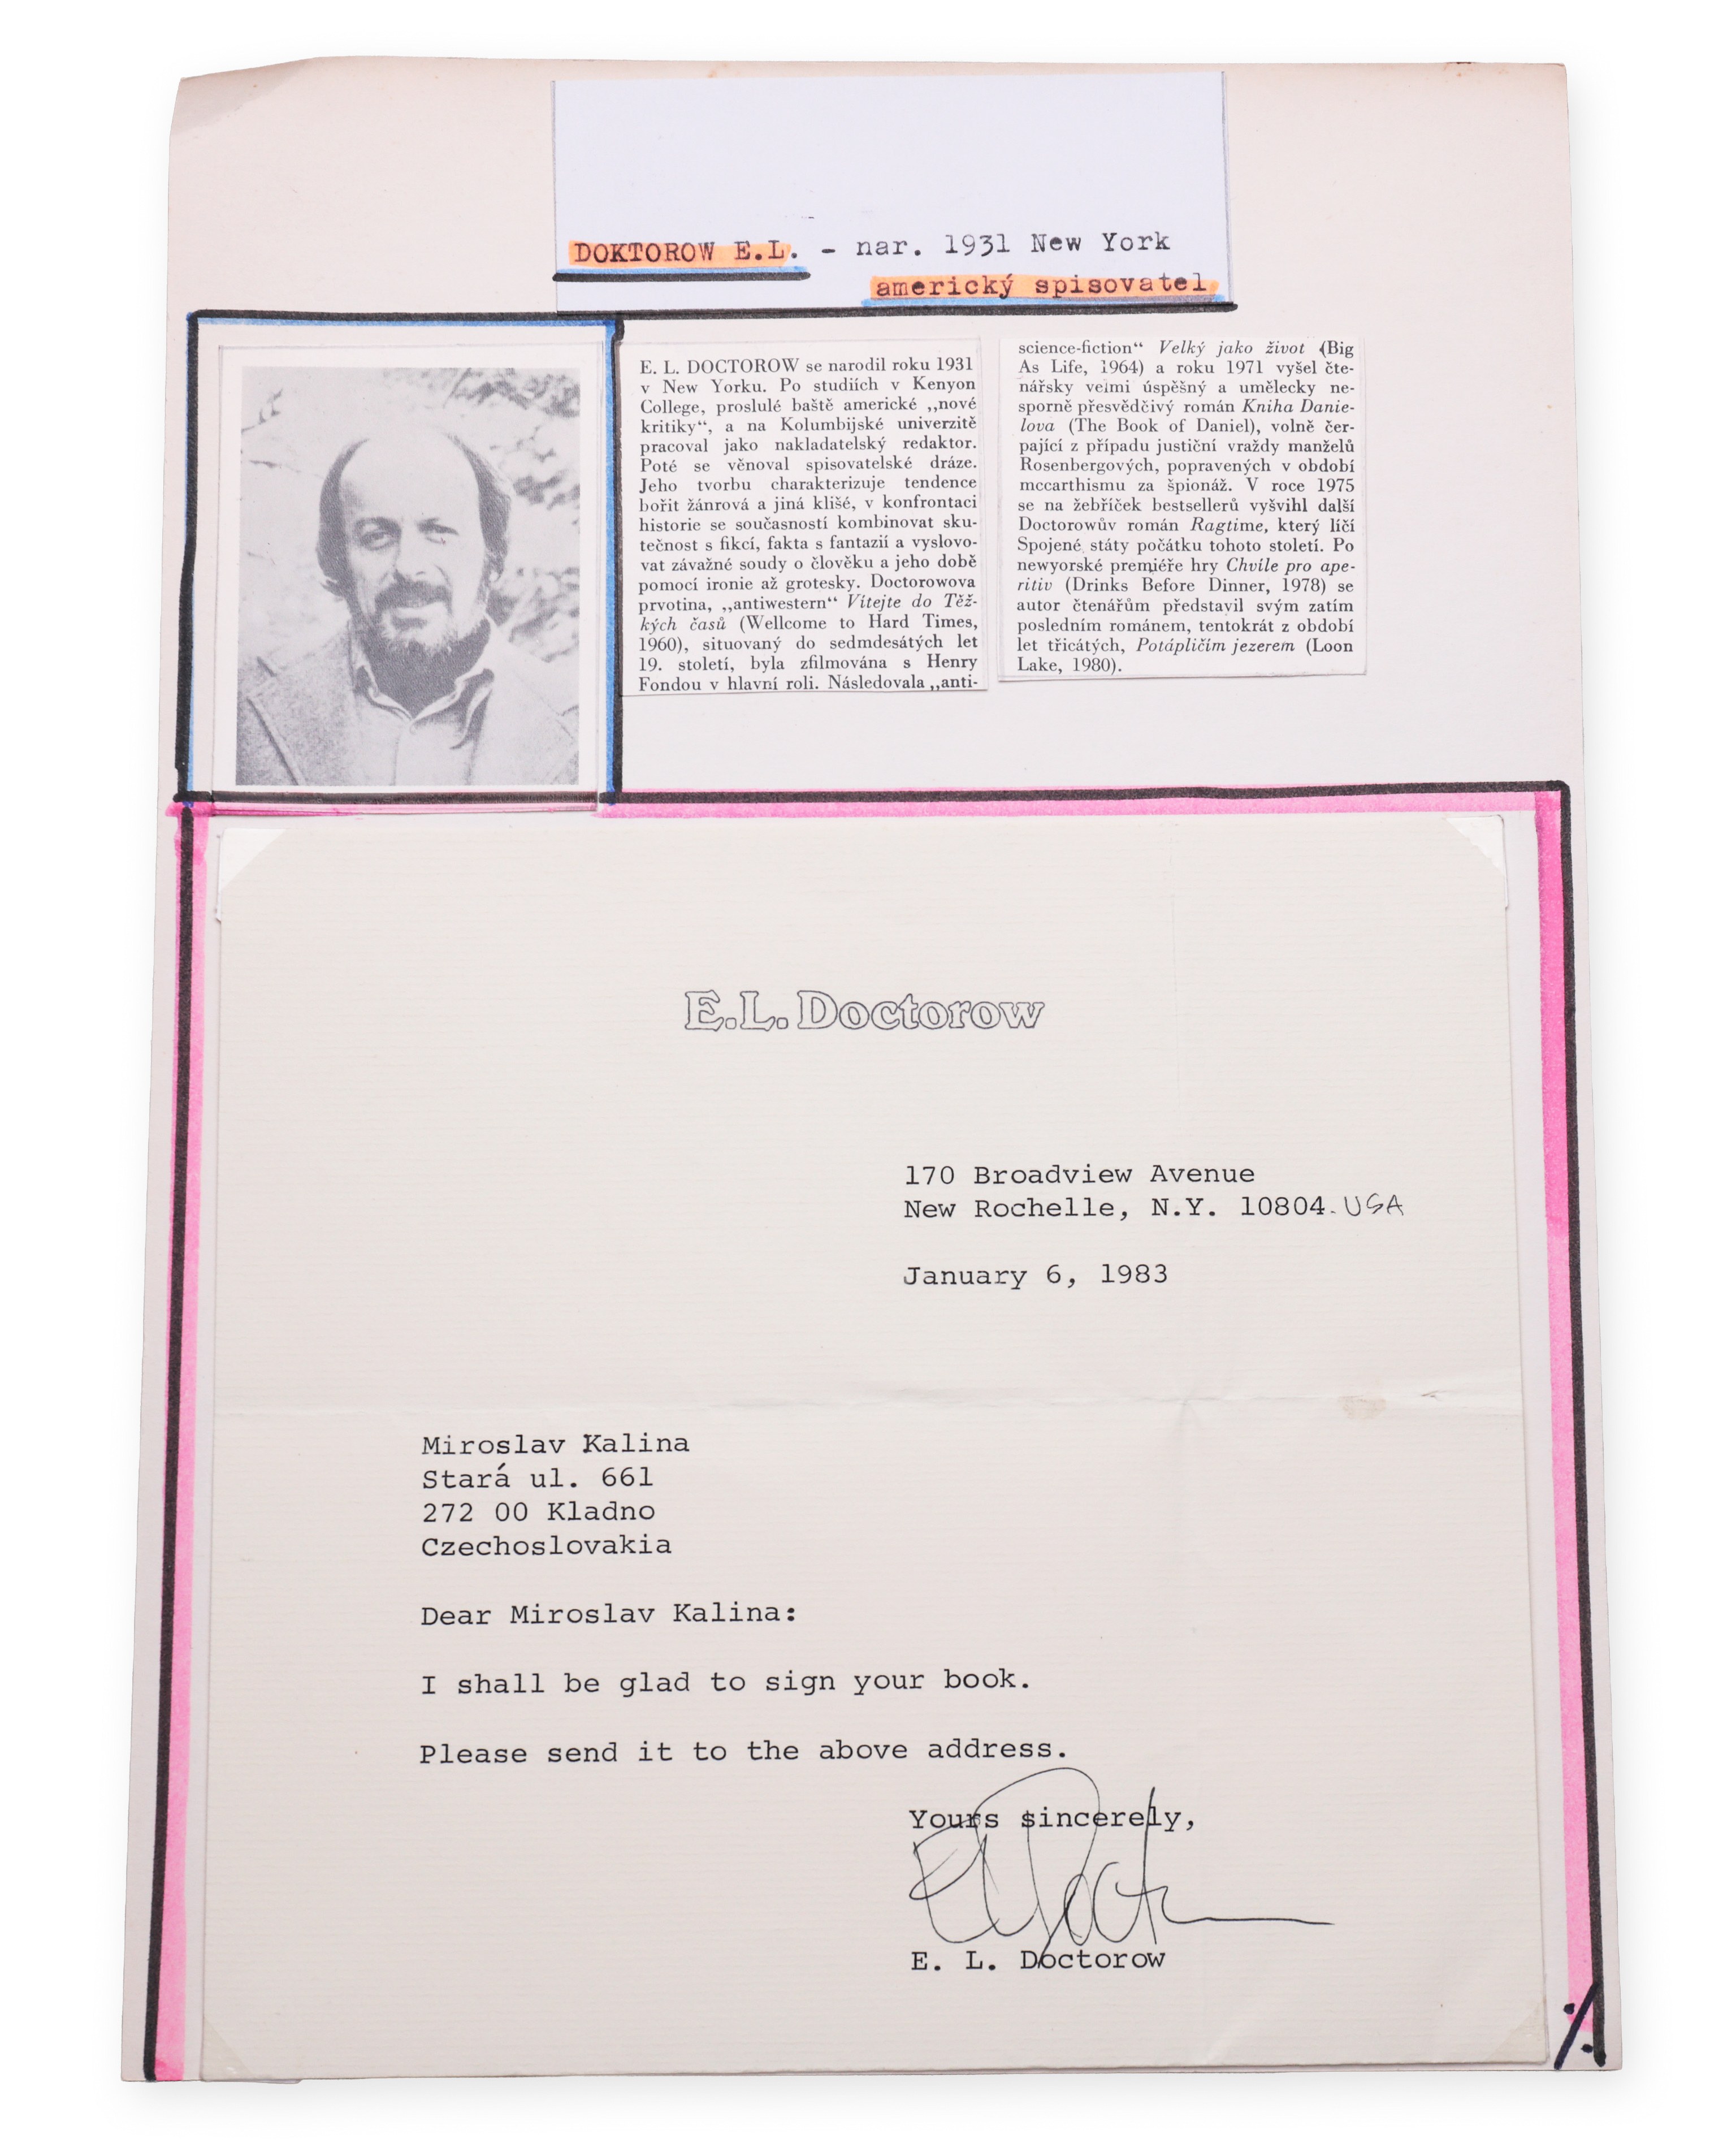 DOKTOROW E.L. - nar. 1931 New York
americký spisovatel
E. L. DOCTOROW se narodil roku 1931
v New Yorku. Po studiích v Kenyon
College, proslulé baště americké „nové
kritiky“, a na Kolumbijské univerzitě
pracoval jako nakladatelský redaktor.
Poté se věnoval spisovatelské dráze.
Jeho tvorbu charakterizuje tendence
bořit žánrová a jiná klišé, v konfrontaci
historie se současností kombinovat sku-
tečnost s fikcí, fakta s fantazií a vyslovo-
vat závažné soudy o člověku a jeho době
pomocí ironie až grotesky. Doctorowova
prvotina, „antiwestern“ Vítejte do Těž-
kých časů (Wellcome to Hard Times,
1960), situovaný do sedmdesátých let
19. století, byla zfilmována s Henry
Fondou v hlavní roli. Následovala „anti-
science-fiction“ Velký jako život (Big
As Life, 1964) a roku 1971 vyšel čte-
nářsky velmi úspěšný a umělecky ne-
sporně přesvědčivý román Kniha Danie-
lova (The Book of Daniel), volně čer-
pající z případu justiční vraždy manželů
Rosenbergových, popravených v období
mccarthismu za špionáž. V roce 1975
se na žebříček bestsellerů vyšvihl další
Doctorowův román Ragtime, který líčí
Spojené státy počátku tohoto století. Po
newyorské premiéře hry Chvíle pro ape-
ritiv (Drinks Before Dinner, 1978) se
autor čtenářům představil svým zatím
posledním románem, tentokrát z období
let třicátých, Potápličím jezerem (Loon
Lake, 1980).
E.L. Doctorow
170 Broadview Avenue
New Rochelle, N.Y. 10804. USA
January 6, 1983
Miroslav Kalina
Stará ul. 661
272 00 Kladno
Czechoslovakia
Dear Miroslav Kalina:
I shall be glad to sign your book.
Please send it to the above address.
Yours sincerely,
E. L. Doctorow